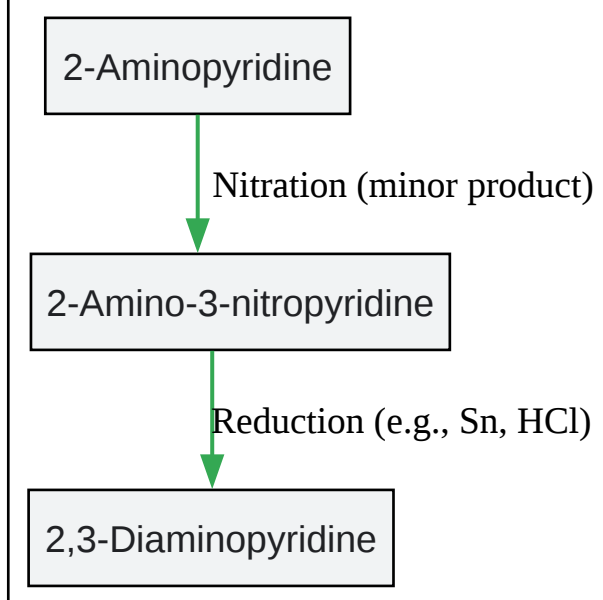 2-Aminopyridine
Nitration (minor product)
2-Amino-3-nitropyridine
Reduction (e.g., Sn, HCl)
2,3-Diaminopyridine